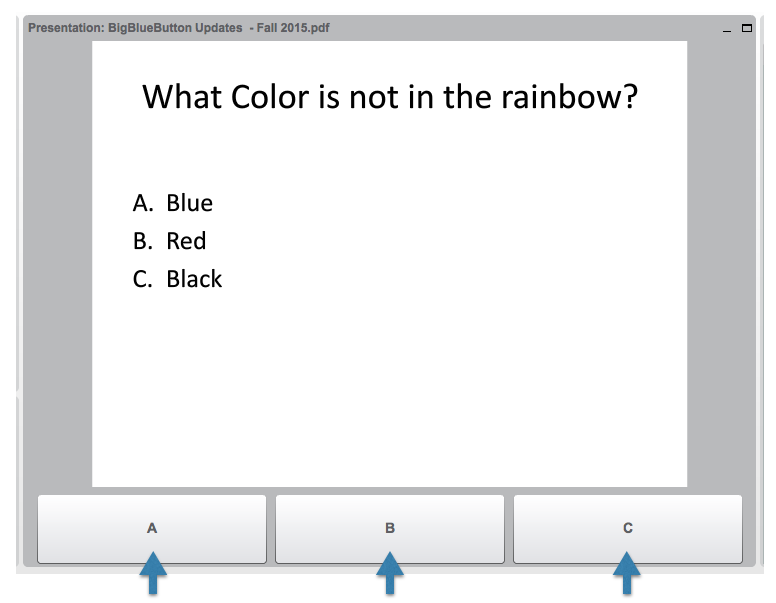 Presentation: BigBlueButton Updates - Fall 2015.pdf
What Color is not in the rainbow?
A. Blue
B. Red
C. Black
A B C